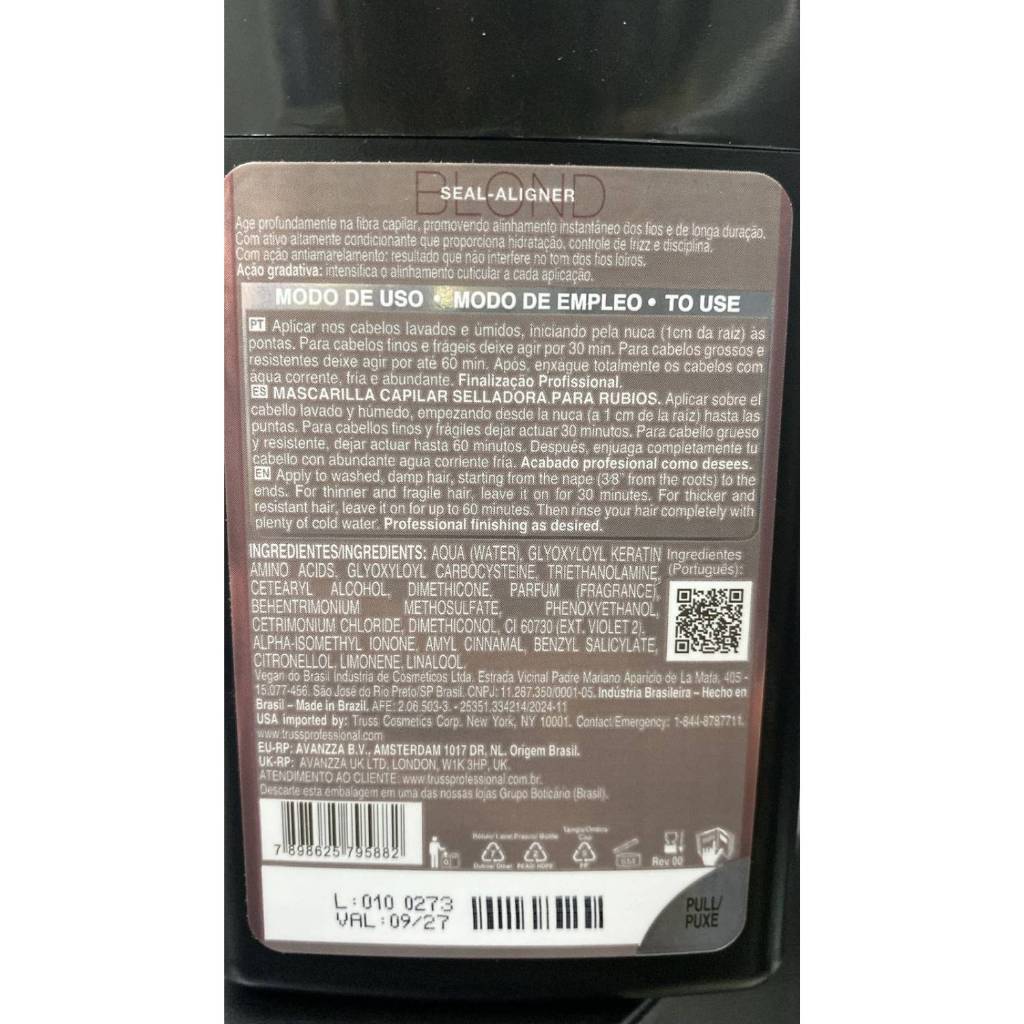 BLOND
SEAL-ALIGNER
Age profundamente na fibra capilar, promovendo alinhamento instantâneo dos fios e de longa duração.
Com ativo altamente condicionante que proporciona hidratação, controle de frizz e disciplina.
Com ação antiamarelamento: resultado que não interfere no tom dos fios loiros.
Ação gradativa: intensifica o alinhamento cuticular a cada aplicação.
MODO DE USO • MODO DE EMPLEO • TO USE
PT Aplicar nos cabelos lavados e úmidos, iniciando pela nuca (1cm da raiz) às
pontas. Para cabelos finos e frágeis deixe agir por 30 min. Para cabelos grossos e
resistentes deixe agir por até 60 min. Após, enxague totalmente os cabelos com
água corrente, fria e abundante. Finalização Profissional.
ES MASCARILLA CAPILAR SELLADORA PARA RUBIOS. Aplicar sobre el
cabello lavado y húmedo, empezando desde la nuca (a 1 cm de la raíz) hasta las
puntas. Para cabellos finos y frágiles dejar actuar 30 minutos. Para cabello grueso
y resistente, dejar actuar hasta 60 minutos. Después, enjuaga completamente tu
cabello con abundante agua corriente fría. Acabado profesional como desees.
EN Apply to washed, damp hair, starting from the nape (3/8" from the roots) to the
ends. For thinner and fragile hair, leave it on for 30 minutes. For thicker and
resistant hair, leave it on for up to 60 minutes. Then rinse your hair completely with
plenty of cold water. Professional finishing as desired.
INGREDIENTES/INGREDIENTS: AQUA (WATER), GLYOXYLOYL KERATIN
AMINO ACIDS, GLYOXYLOYL CARBOCYSTEINE, TRIETHANOLAMINE,
CETEARYL ALCOHOL, DIMETHICONE, PARFUM (FRAGRANCE),
BEHENTRIMONIUM METHOSULFATE, PHENOXYETHANOL,
CETRIMONIUM CHLORIDE, DIMETHICONOL, CI 60730 (EXT. VIOLET 2),
ALPHA-ISOMETHYL IONONE, AMYL CINNAMAL, BENZYL SALICYLATE,
CITRONELLOL, LIMONENE, LINALOOL.
Ingredientes
(Português):
Vegan do Brasil Indústria de Cosméticos Ltda. Estrada Vicinal Padre Mariano Aparicio de La Mata, 405 -
15.077-456. São José do Rio Preto/SP Brasil. CNPJ: 11.267.350/0001-05. Indústria Brasileira – Hecho en
Brasil – Made in Brazil. AFE: 2.06.503-3. - 25351.334214/2024-11
USA imported by: Truss Cosmetics Corp. New York, NY 10001. Contact/Emergency: 1-844-8787711.
www.trussprofessional.com
EU-RP: AVANZZA B.V., AMSTERDAM 1017 DR, NL. Origem Brasil.
UK-RP: AVANZZA UK LTD, LONDON, W1K 3HP, UK.
ATENDIMENTO AO CLIENTE: www.trussprofessional.com.br.
Descarte esta embalagem em uma das nossas lojas Grupo Boticário (Brasil).
7 898625 795882
Rev 00
L:010 0273
VAL:09/27
PULL/
PUXE